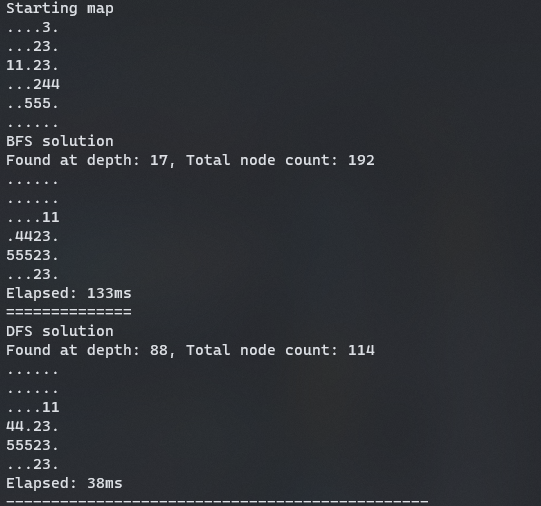 Starting map
....3.
...23.
11.23.
...244
..555.
......
BFS solution
Found at depth: 17, Total node count: 192
......
......
....11
.4423.
55523.
...23.
Elapsed: 133ms
==============
DFS solution
Found at depth: 88, Total node count: 114
......
......
....11
44.23.
55523.
...23.
Elapsed: 38ms
-----------------------------------------------